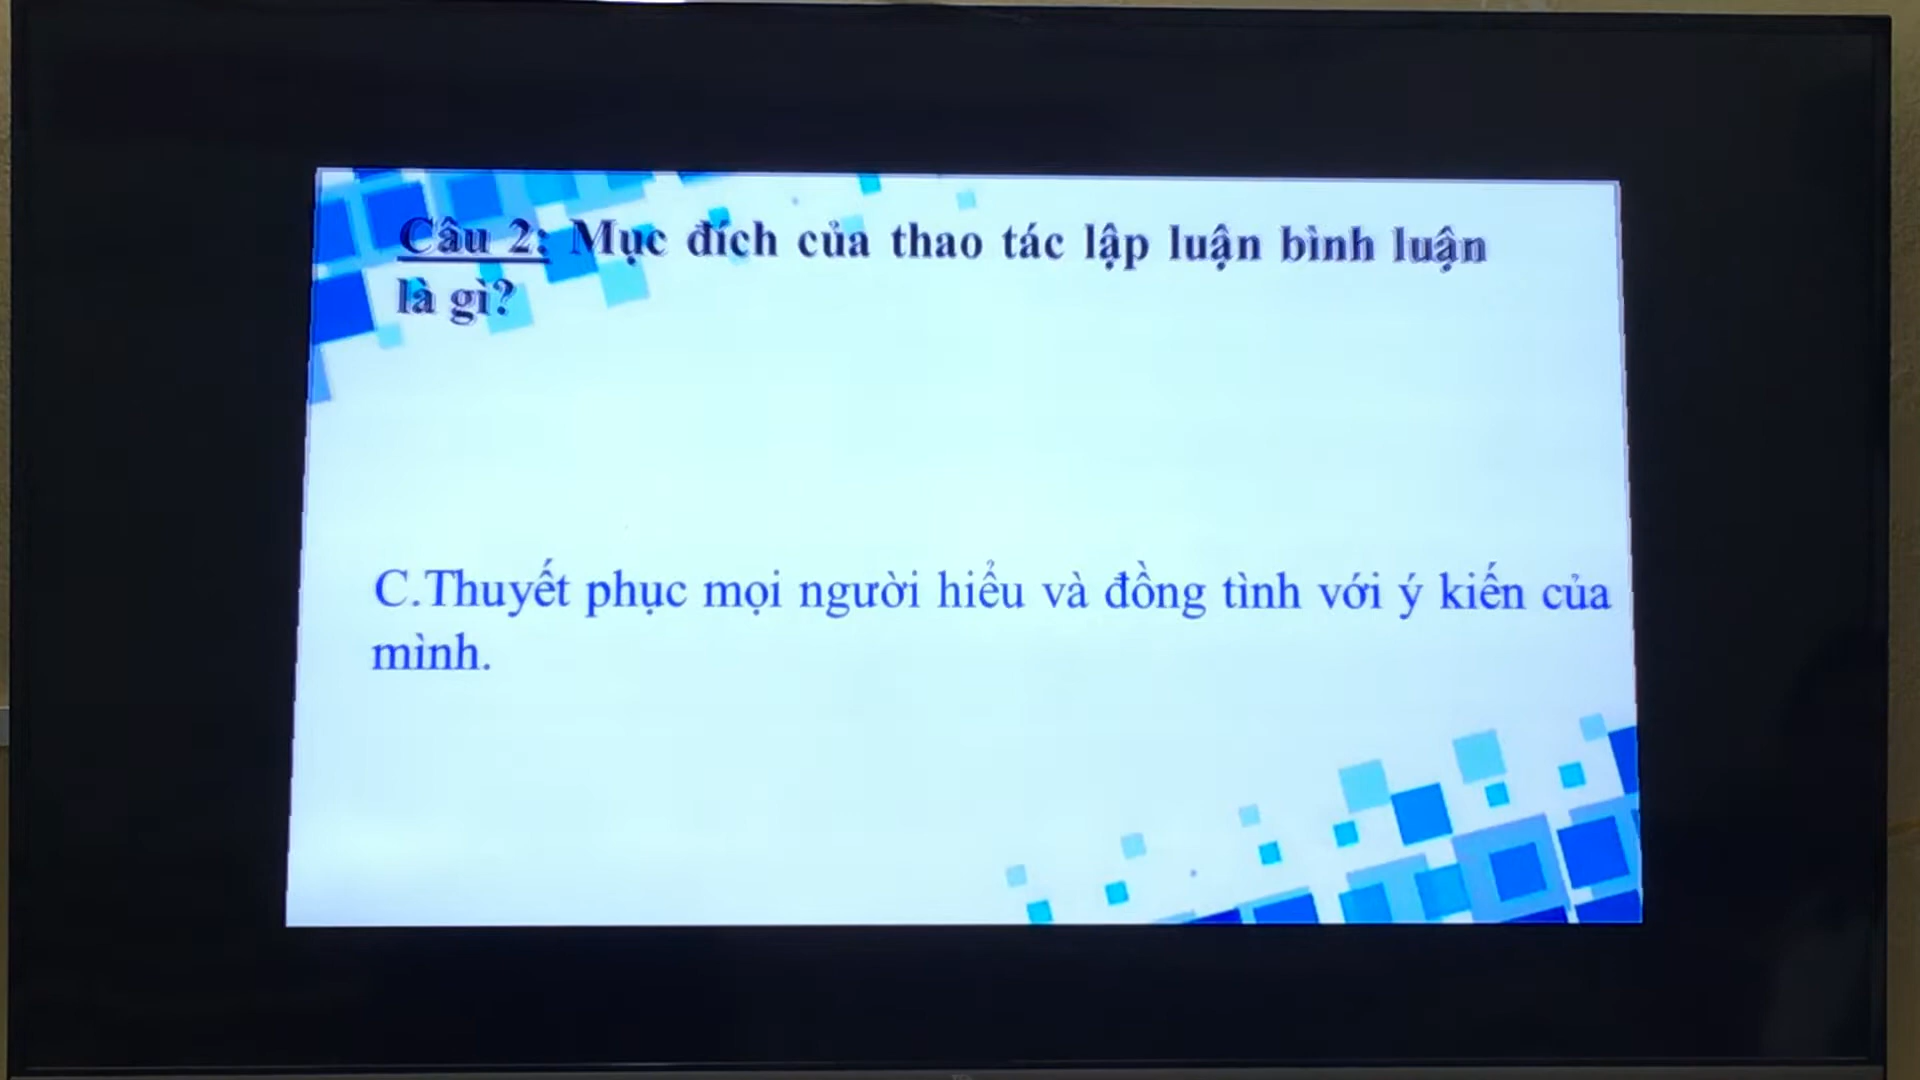 Câu 2: Mục đích của thao tác lập luận bình luận
là gì?
C.Thuyết phục mọi người hiểu và đồng tình với ý kiến của
mình.